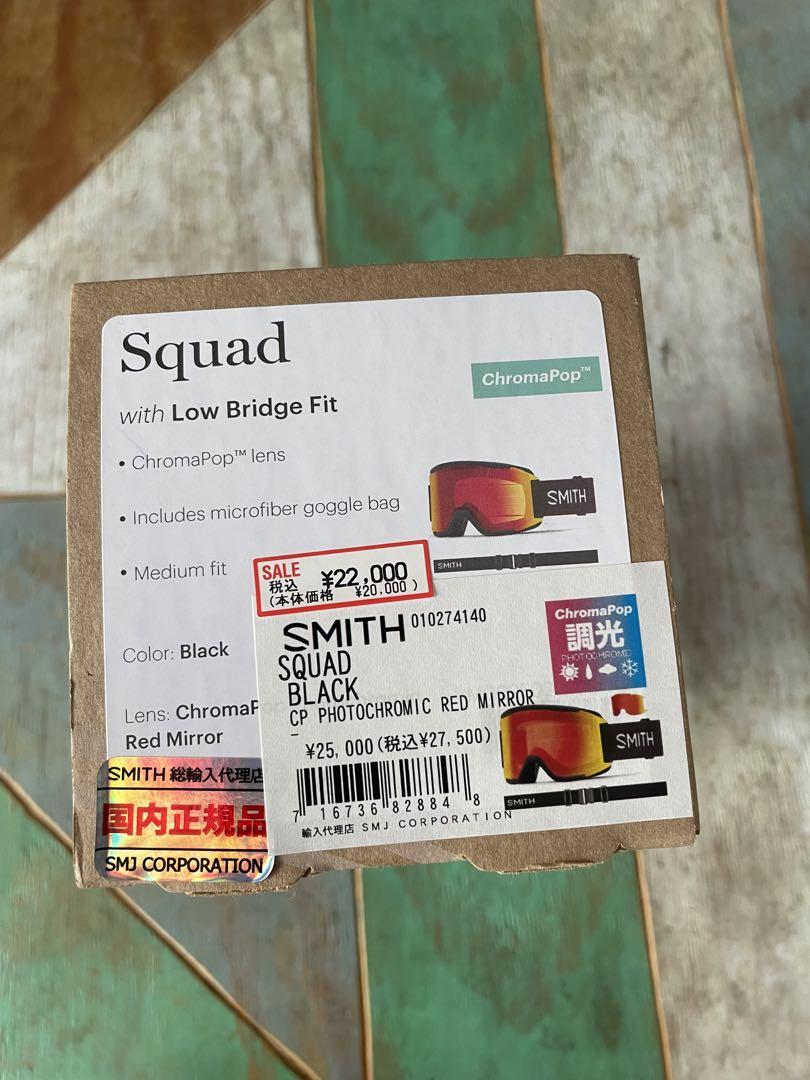 Squad
ChromaPop™
with Low Bridge Fit
• ChromaPop™ lens
• Includes microfiber goggle bag
• Medium fit
SMITH
SMITH
Color: Black
Lens: ChromaP
Red Mirror
SALE
税込 ¥22,000
(本体価格 ¥20,000)
SMITH 010274140
SQUAD
BLACK
CP PHOTOCHROMIC RED MIRROR
-
¥25,000(税込¥27,500)
7 16736 82884 8
輸入代理店 SMJ CORPORATION
ChromaPop
調光
PHOTOCHROMIC
SMITH
SMITH
SMITH 総輸入代理店
国内正規品
SMJ CORPORATION